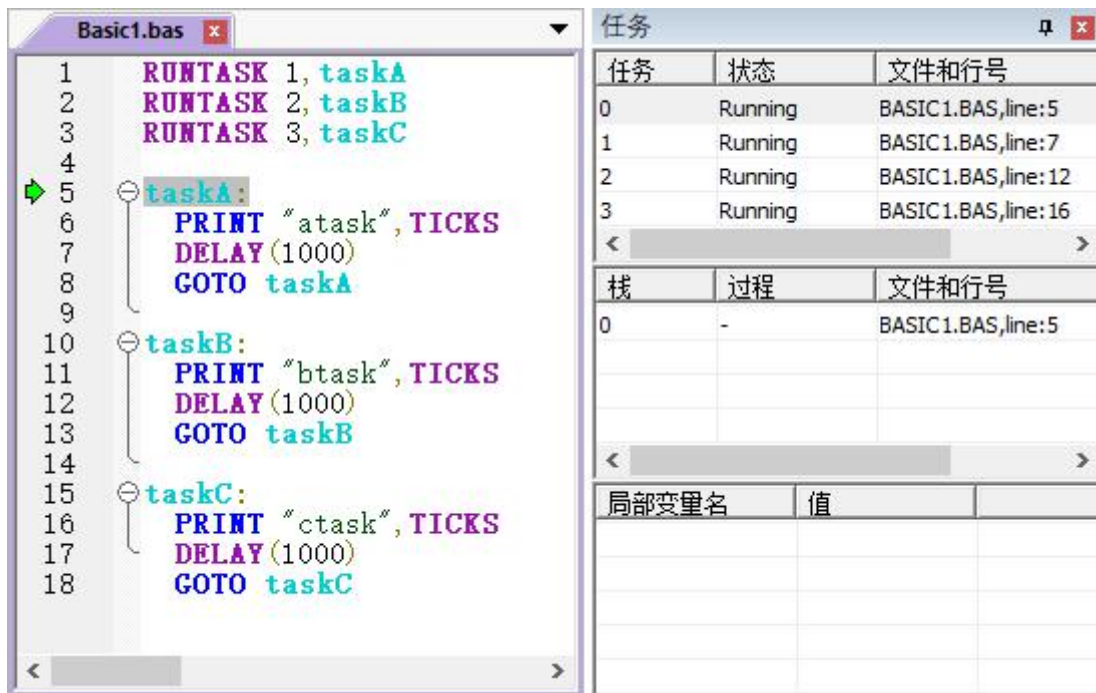 Basic1.bas
1 RUNTASK 1,taskA
2 RUNTASK 2,taskB
3 RUNTASK 3,taskC
4
5 taskA:
6 PRINT "atask",TICKS
7 DELAY(1000)
8 GOTO taskA
9
10 taskB:
11 PRINT "btask",TICKS
12 DELAY(1000)
13 GOTO taskB
14
15 taskC:
16 PRINT "ctask",TICKS
17 DELAY(1000)
18 GOTO taskC
任务
任务 状态 文件和行号
0 Running BASIC1.BAS,line:5
1 Running BASIC1.BAS,line:7
2 Running BASIC1.BAS,line:12
3 Running BASIC1.BAS,line:16
栈 过程 文件和行号
0 - BASIC1.BAS,line:5
局部变量名 值